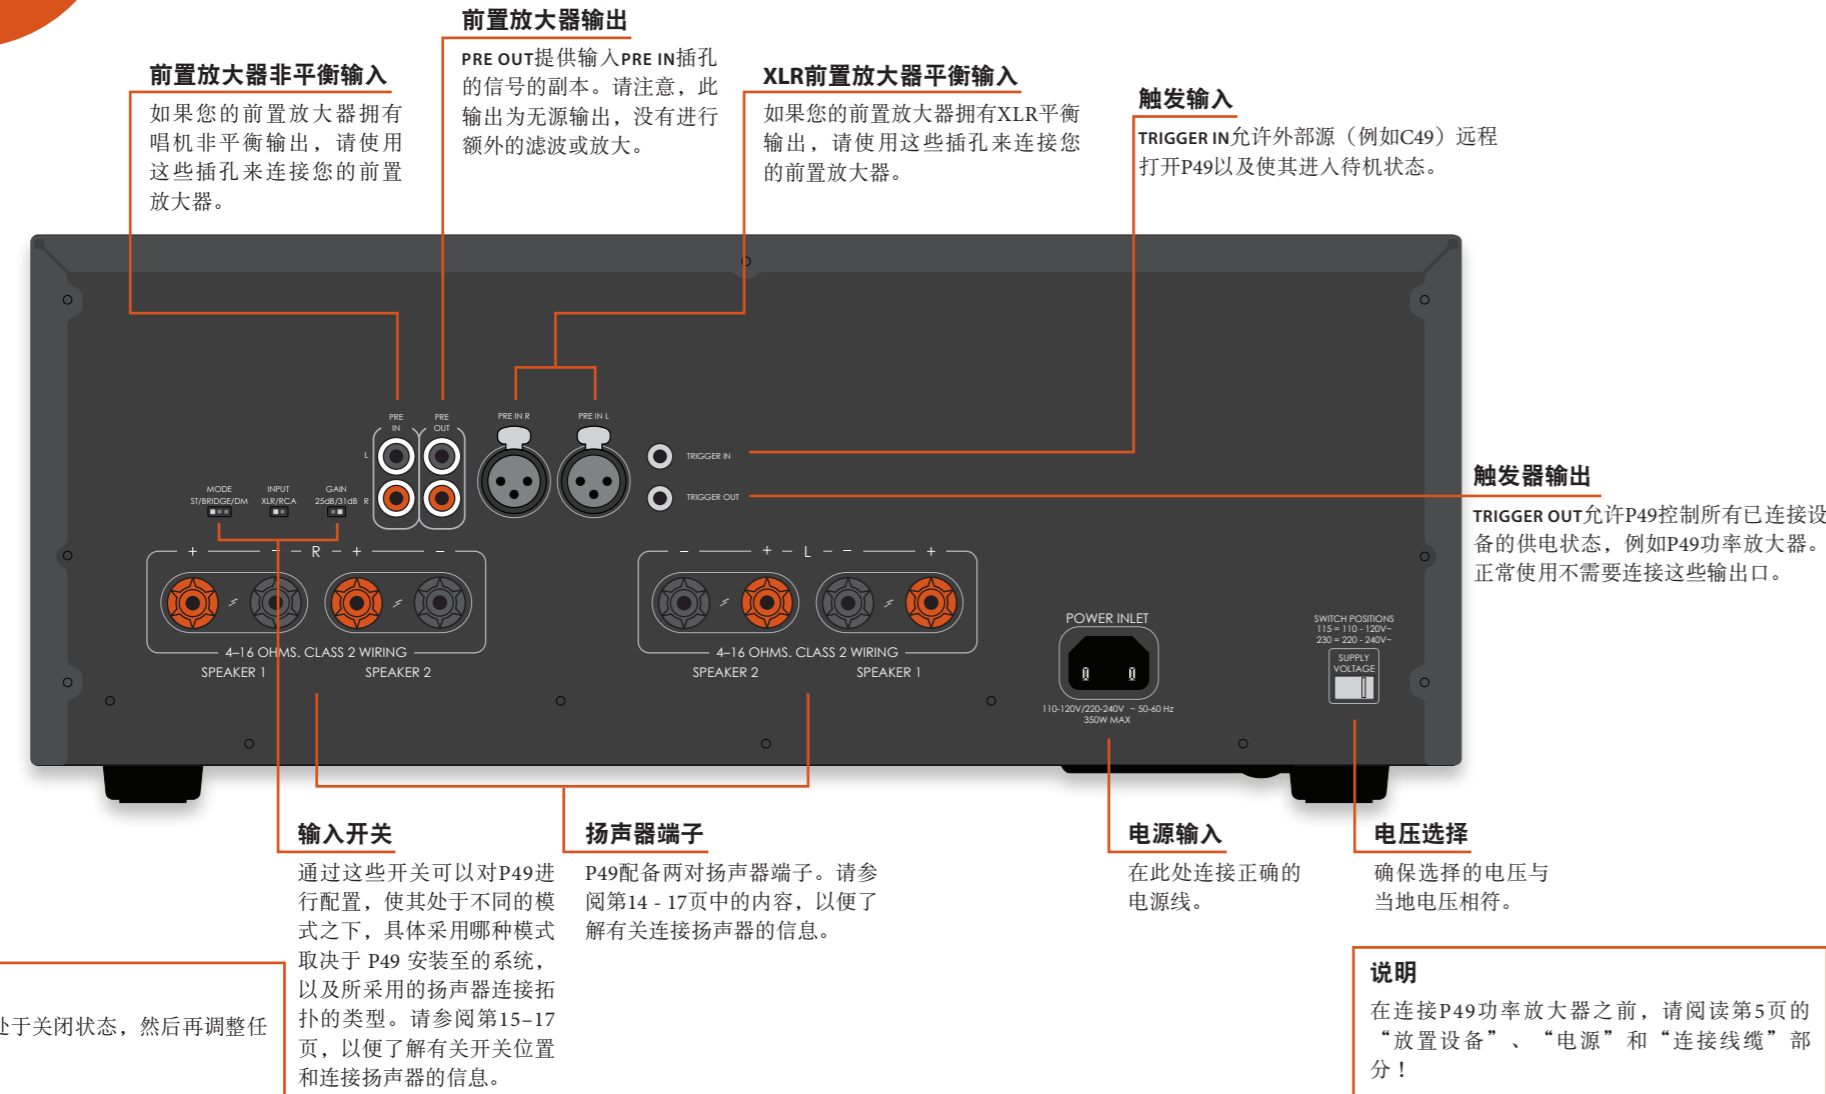 前置放大器输出
PRE OUT提供输入PRE IN插孔
的信号的副本。请注意，此
输出为无源输出，没有进行
额外的滤波或放大。
前置放大器非平衡输入
如果您的前置放大器拥有
唱机非平衡输出，请使用
这些插孔来连接您的前置
放大器。
XLR前置放大器平衡输入
如果您的前置放大器拥有XLR平衡
输出，请使用这些插孔来连接您
的前置放大器。
触发输入
TRIGGER IN允许外部源（例如C49）远程
打开P49以及使其进入待机状态。
PRE
IN
PRE
OUT
PRE IN R
PRE IN L
L
R
TRIGGER IN
TRIGGER OUT
MODE
ST/BRIDGE/DM
INPUT
XLR/RCA
GAIN
25dB/31dB
触发器输出
TRIGGER OUT允许P49控制所有已连接设
备的供电状态，例如P49功率放大器。
正常使用不需要连接这些输出口。
+ − R + −
− + L − +
4–16 OHMS. CLASS 2 WIRING
SPEAKER 1
SPEAKER 2
4–16 OHMS. CLASS 2 WIRING
SPEAKER 2
SPEAKER 1
POWER INLET
110-120V/220-240V ~ 50-60 Hz
350W MAX
SWITCH POSITIONS
115 = 110 - 120V~
230 = 220 - 240V~
SUPPLY
VOLTAGE
输入开关
通过这些开关可以对P49进
行配置，使其处于不同的模
式之下，具体采用哪种模式
取决于 P49 安装至的系统，
以及所采用的扬声器连接拓
扑的类型。请参阅第15–17
页，以便了解有关开关位置
和连接扬声器的信息。
扬声器端子
P49配备两对扬声器端子。请参
阅第14 - 17页中的内容，以便了
解有关连接扬声器的信息。
电源输入
在此处连接正确的
电源线。
电压选择
确保选择的电压与
当地电压相符。
处于关闭状态，然后再调整任
说明
在连接P49功率放大器之前，请阅读第5页的
“放置设备”、“电源”和“连接线缆”部
分！